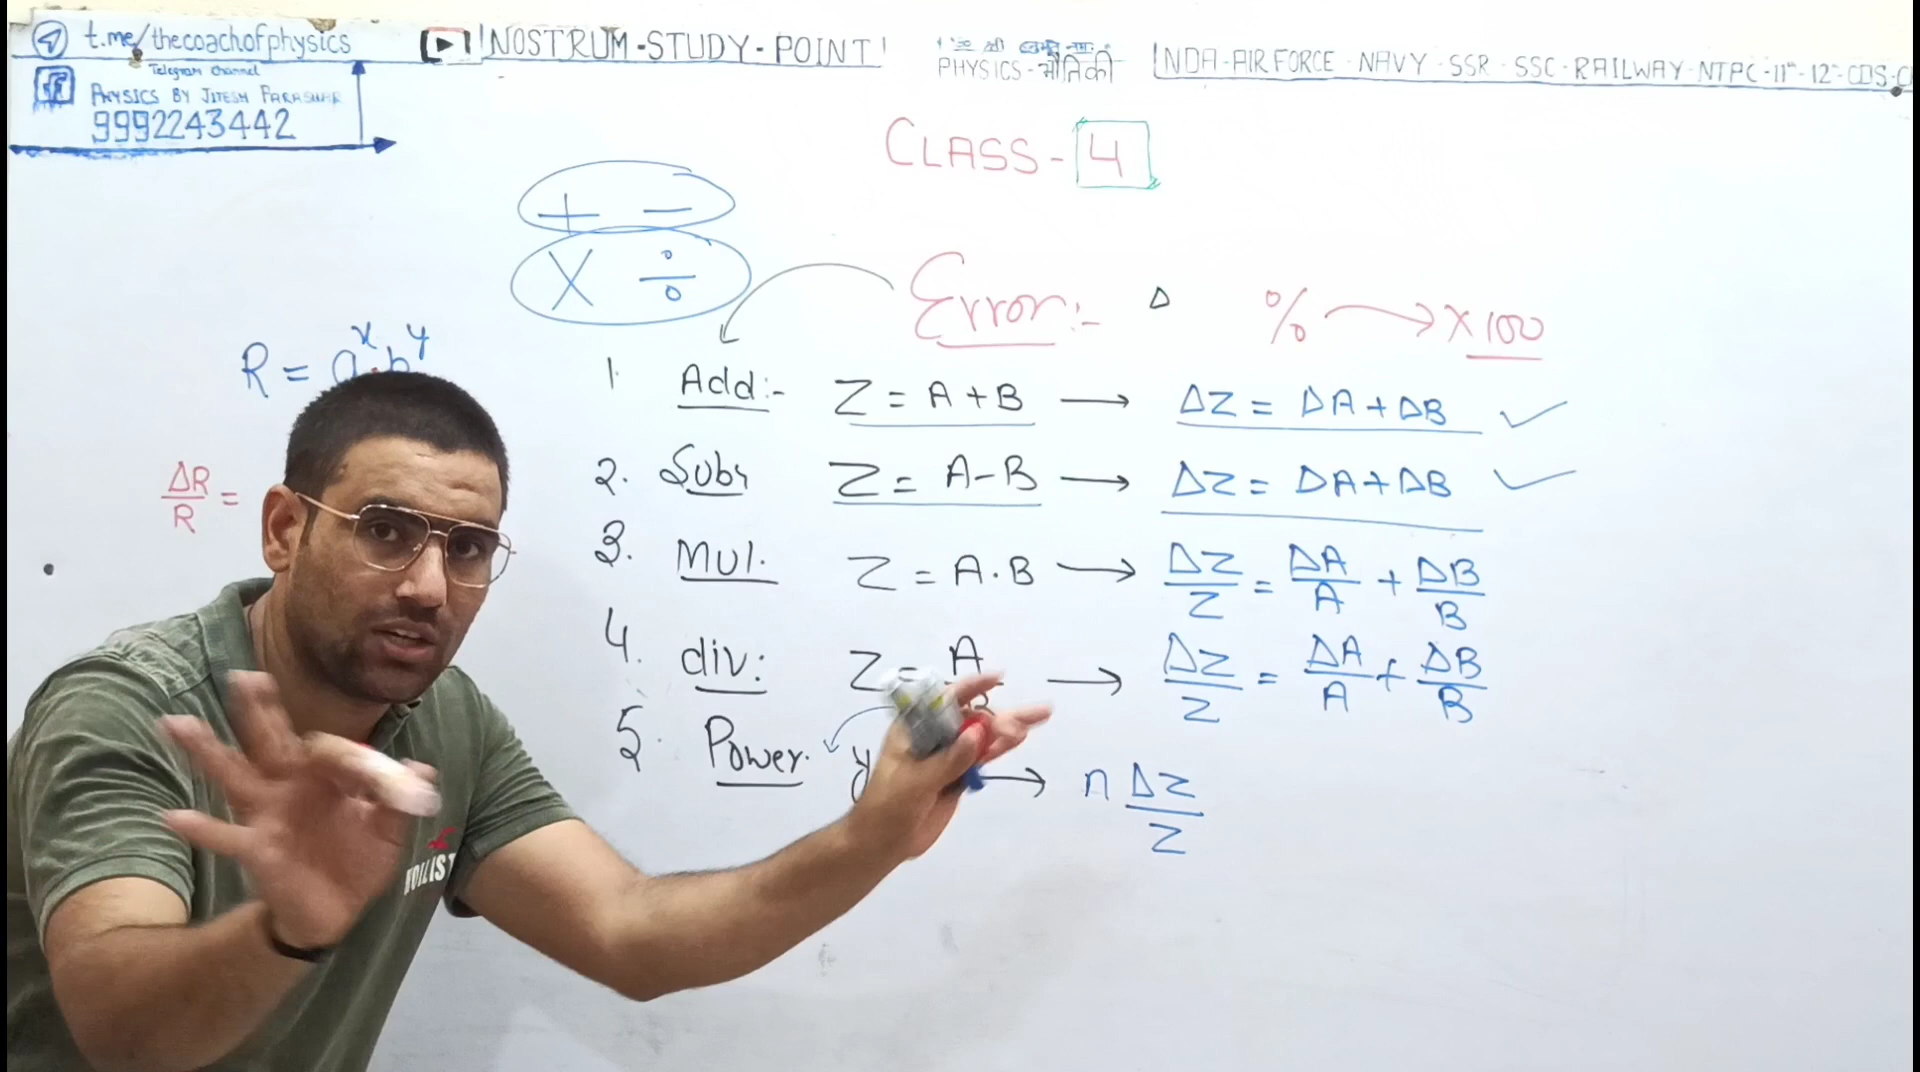 t.me/thecoachofphysics
Telegram channel
PHYSICS BY JITESH PARASHAR
9992243442
NOSTRUM-STUDY-POINT
PHYSICS-भौतिकी
NDA-AIR FORCE-NAVY-SSR-SSC-RAILWAY-NTPC-11th-12th-CDS-
CLASS-4
+ −
× ÷
Error:- Δ % → ×100
R = a^x b^y
ΔR/R =
1. Add:- Z = A+B → ΔZ = ΔA+ΔB ✓
2. Subs Z = A-B → ΔZ = ΔA+ΔB ✓
3. Mul. Z = A.B → ΔZ/Z = ΔA/A + ΔB/B
4. div: Z = A/B → ΔZ/Z = ΔA/A + ΔB/B
5. Power. y → n ΔZ/Z
HOLLIST